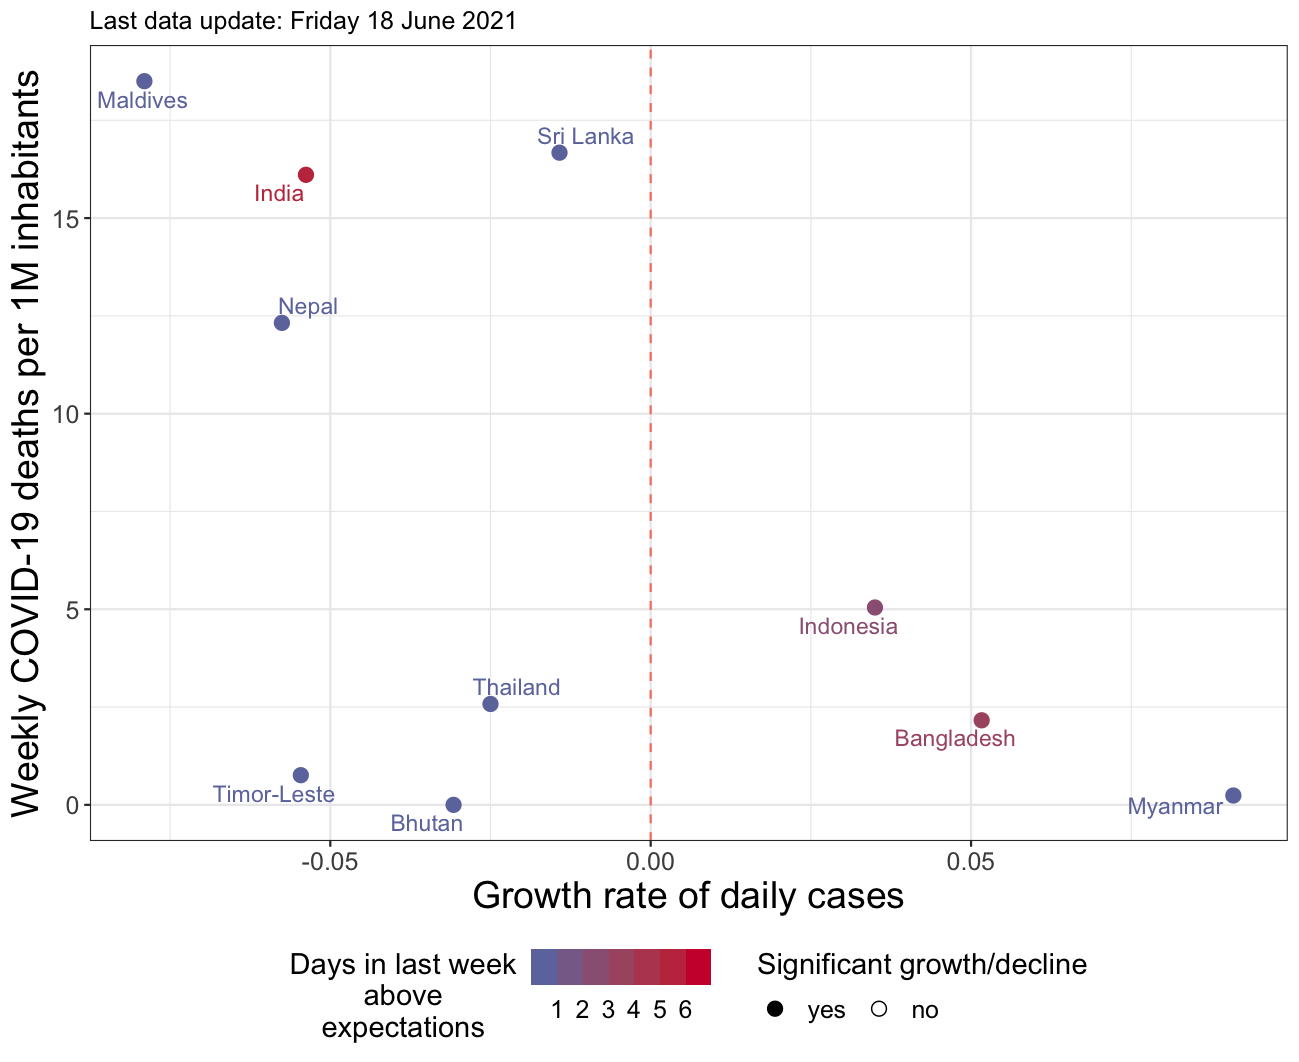 Last data update: Friday 18 June 2021
Weekly COVID-19 deaths per 1M inhabitants
15
10
5
0
Maldives
Sri Lanka
India
Nepal
Indonesia
Thailand
Bangladesh
Timor-Leste
Myanmar
Bhutan
-0.05 0.00 0.05
Growth rate of daily cases
Days in last week
above
expectations
1 2 3 4 5 6
Significant growth/decline
yes no